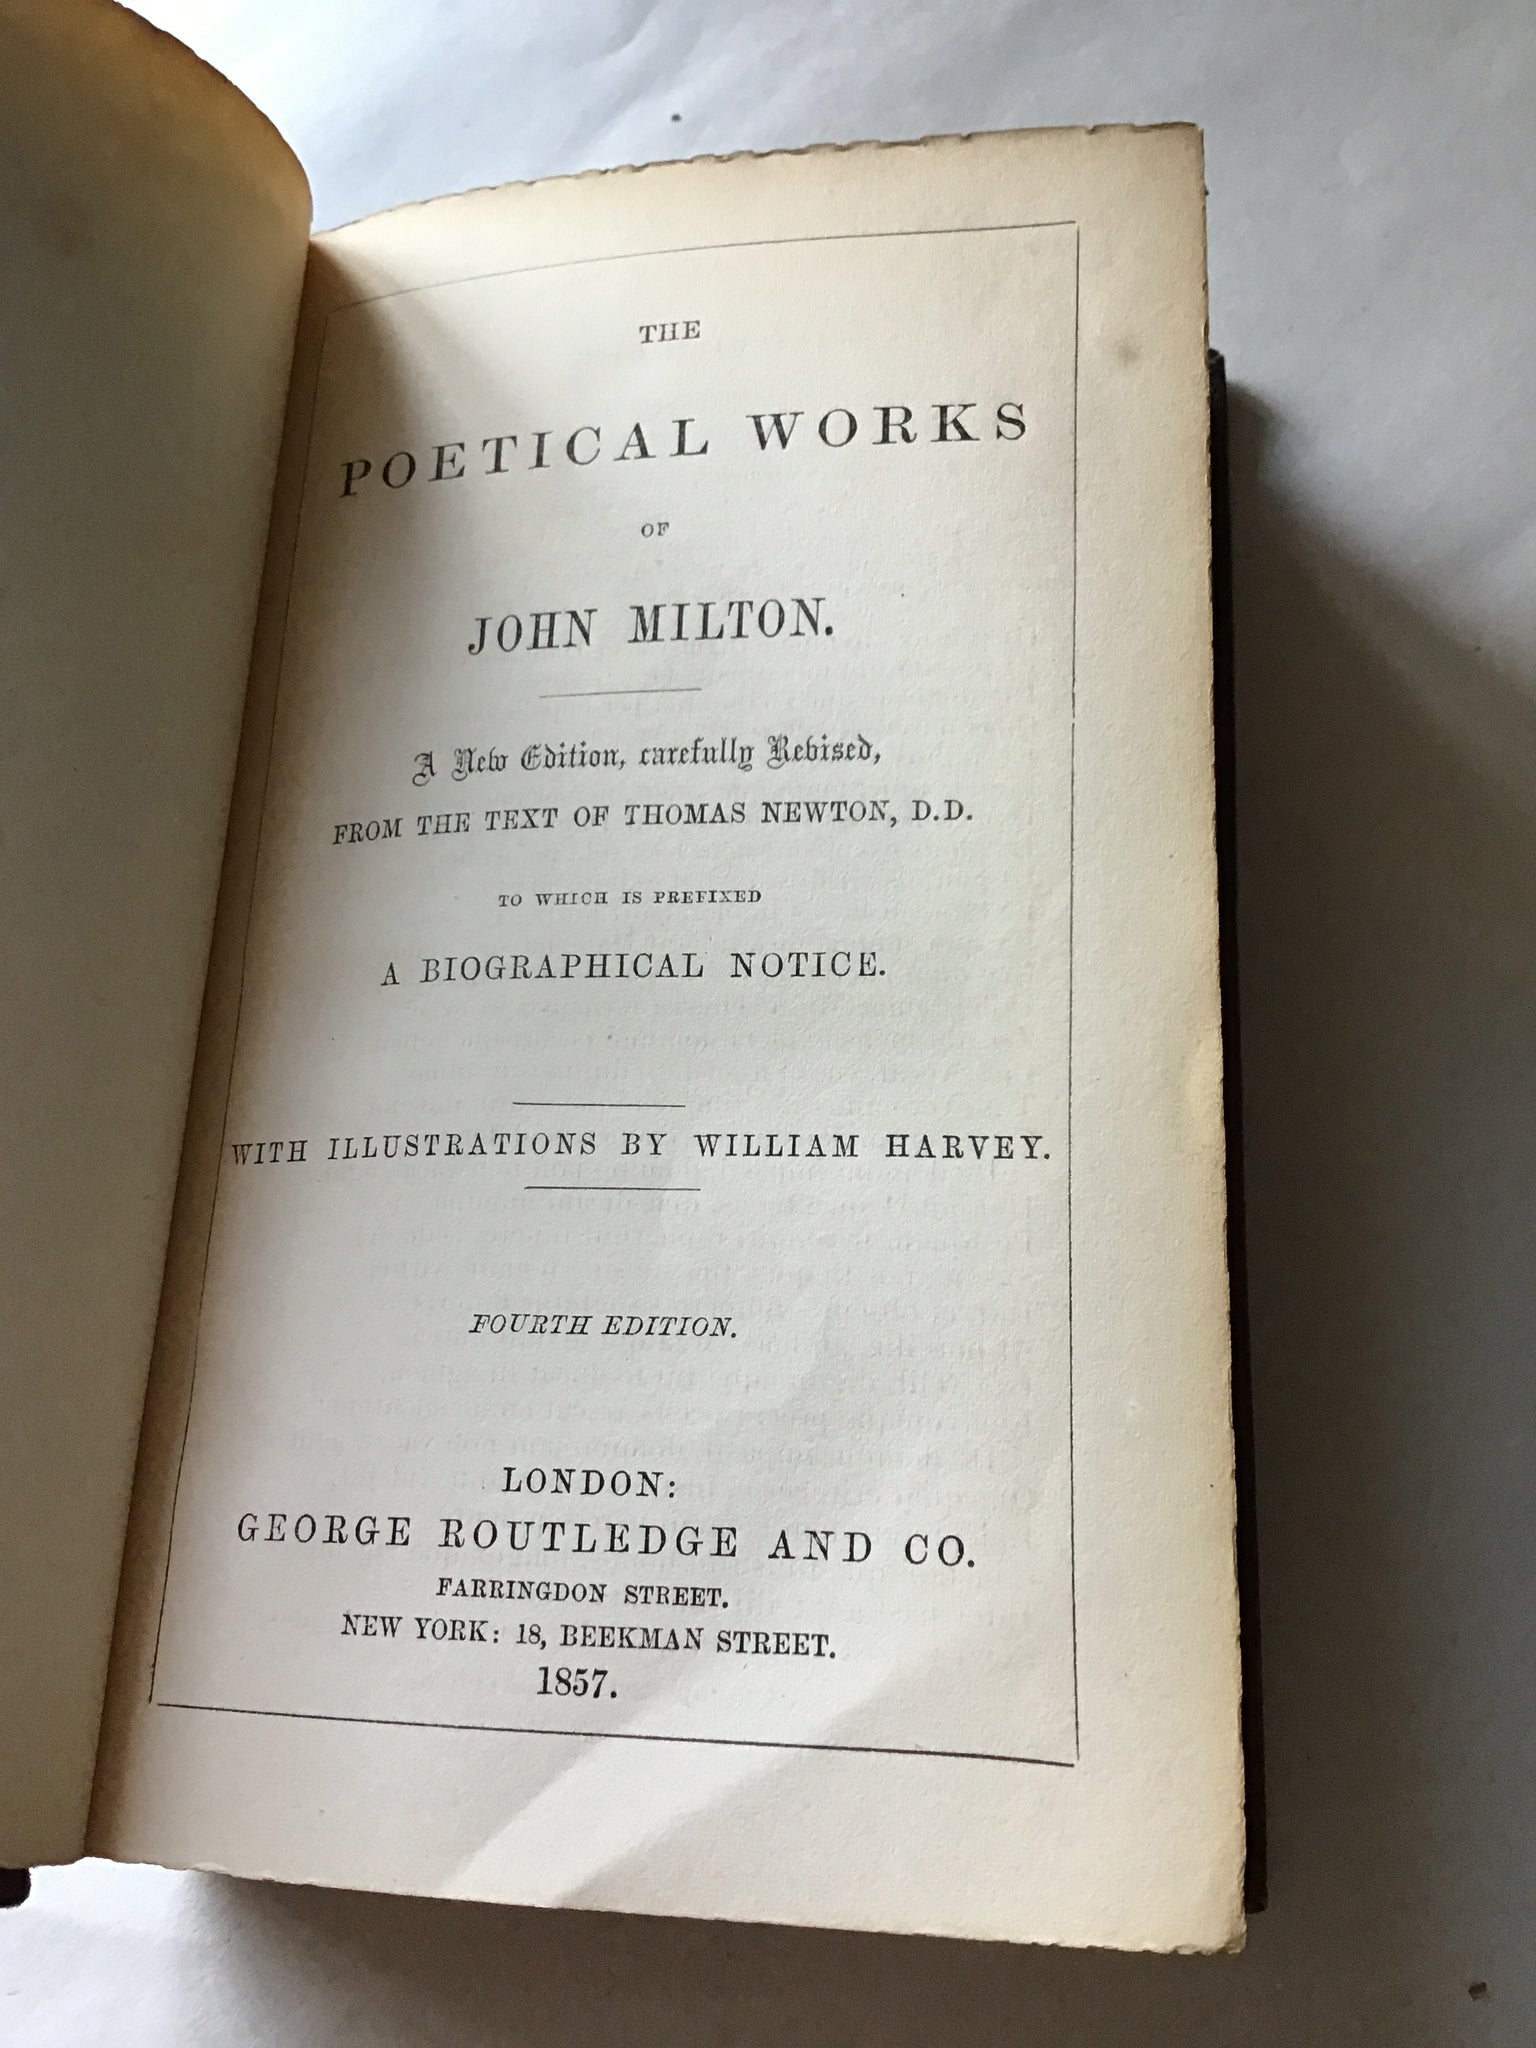 THE
POETICAL WORKS
OF
JOHN MILTON.
A New Edition, carefully Revised,
FROM THE TEXT OF THOMAS NEWTON, D.D.
TO WHICH IS PREFIXED
A BIOGRAPHICAL NOTICE.
WITH ILLUSTRATIONS BY WILLIAM HARVEY.
FOURTH EDITION.
LONDON:
GEORGE ROUTLEDGE AND CO.
FARRINGDON STREET.
NEW YORK: 18, BEEKMAN STREET.
1857.